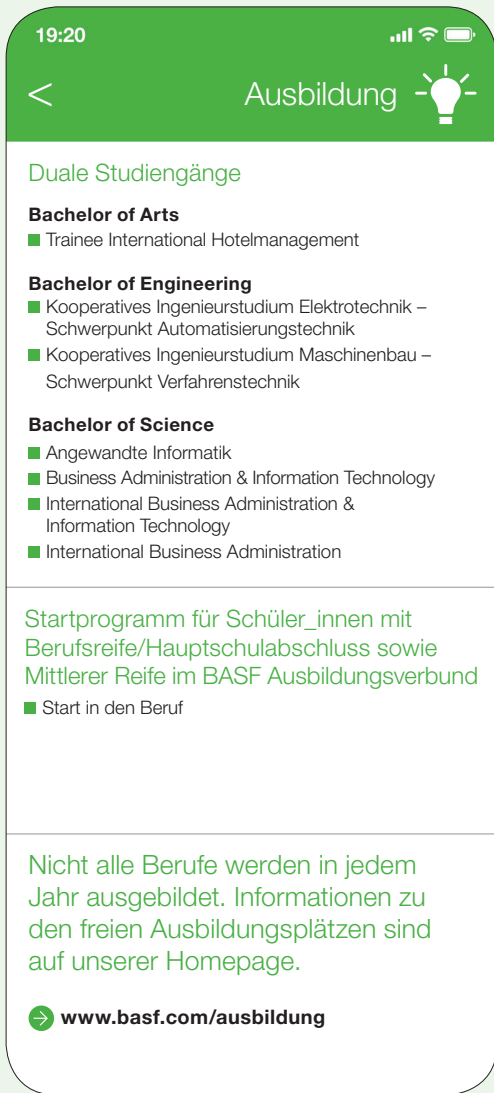 19:20
< Ausbildung
Duale Studiengänge
Bachelor of Arts
Trainee International Hotelmanagement
Bachelor of Engineering
Kooperatives Ingenieurstudium Elektrotechnik –
Schwerpunkt Automatisierungstechnik
Kooperatives Ingenieurstudium Maschinenbau –
Schwerpunkt Verfahrenstechnik
Bachelor of Science
Angewandte Informatik
Business Administration & Information Technology
International Business Administration &
Information Technology
International Business Administration
Startprogramm für Schüler_innen mit
Berufsreife/Hauptschulabschluss sowie
Mittlerer Reife im BASF Ausbildungsverbund
Start in den Beruf
Nicht alle Berufe werden in jedem
Jahr ausgebildet. Informationen zu
den freien Ausbildungsplätzen sind
auf unserer Homepage.
www.basf.com/ausbildung